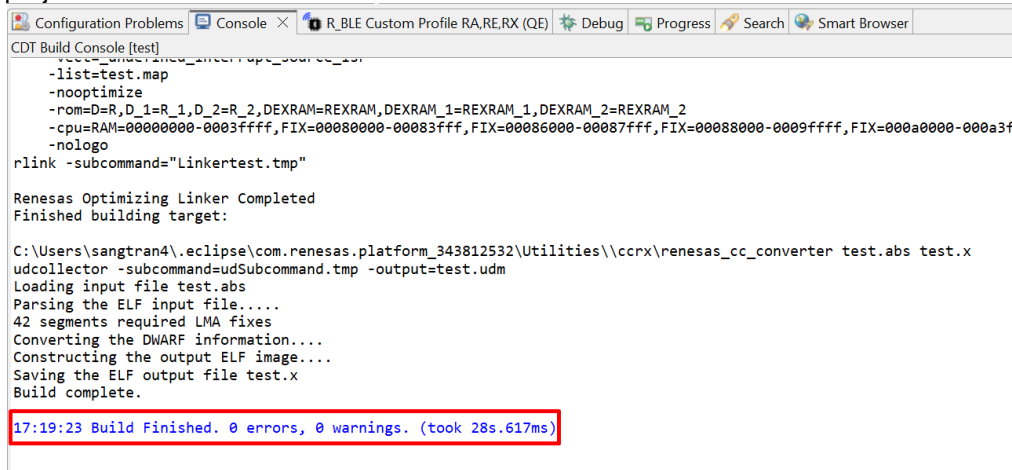 Configuration Problems Console R_BLE Custom Profile RA,RE,RX (QE) Debug Progress Search Smart Browser
CDT Build Console [test]
-vect=_undefined_interrupt_source_isr
-list=test.map
-nooptimize
-rom=D=R,D_1=R_1,D_2=R_2,DEXRAM=REXRAM,DEXRAM_1=REXRAM_1,DEXRAM_2=REXRAM_2
-cpu=RAM=00000000-0003ffff,FIX=00080000-00083fff,FIX=00086000-00087fff,FIX=00088000-0009ffff,FIX=000a0000-000a3f
-nologo
rlink -subcommand="Linkertest.tmp"
Renesas Optimizing Linker Completed
Finished building target:
C:\Users\sangtran4\.eclipse\com.renesas.platform_343812532\Utilities\\ccrx\renesas_cc_converter test.abs test.x
udcollector -subcommand=udSubcommand.tmp -output=test.udm
Loading input file test.abs
Parsing the ELF input file.....
42 segments required LMA fixes
Converting the DWARF information....
Constructing the output ELF image....
Saving the ELF output file test.x
Build complete.
17:19:23 Build Finished. 0 errors, 0 warnings. (took 28s.617ms)